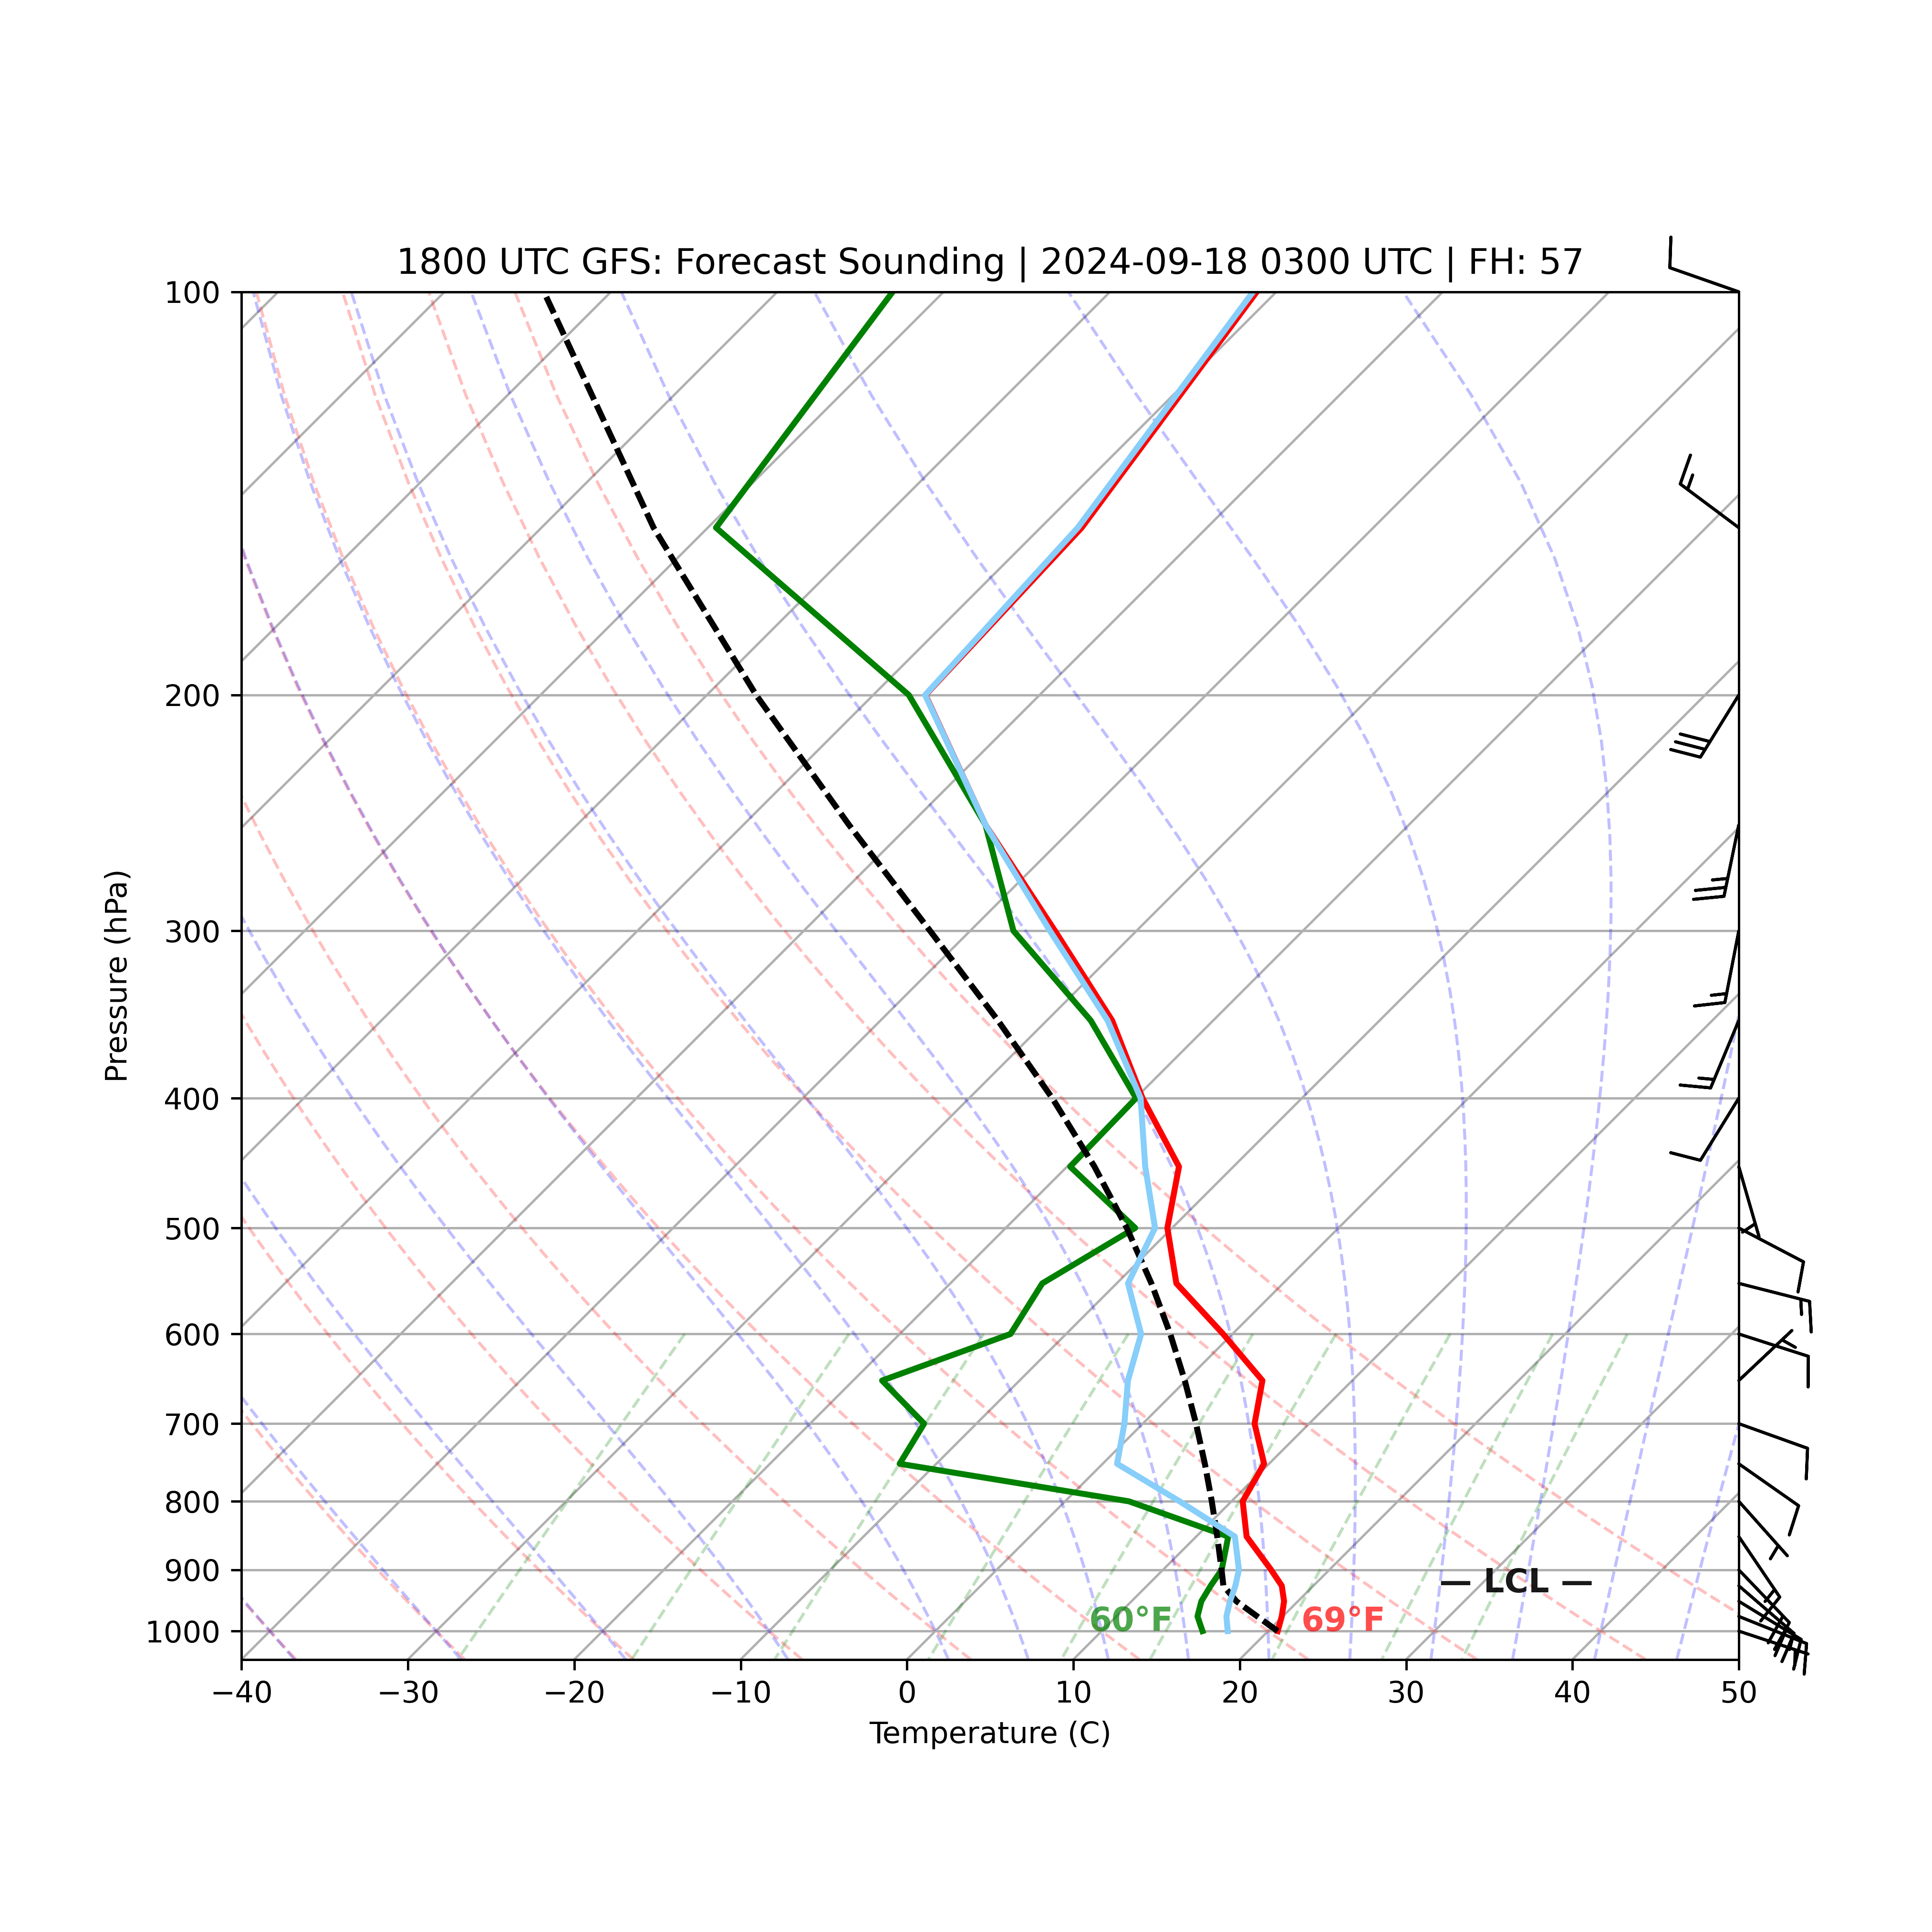 1800 UTC GFS: Forecast Sounding | 2024-09-18 0300 UTC | FH: 57
100
200
300
400
500
600
700
800
900
1000
Pressure (hPa)
— LCL —
60°F
69°F
−40 −30 −20 −10 0 10 20 30 40 50
Temperature (C)